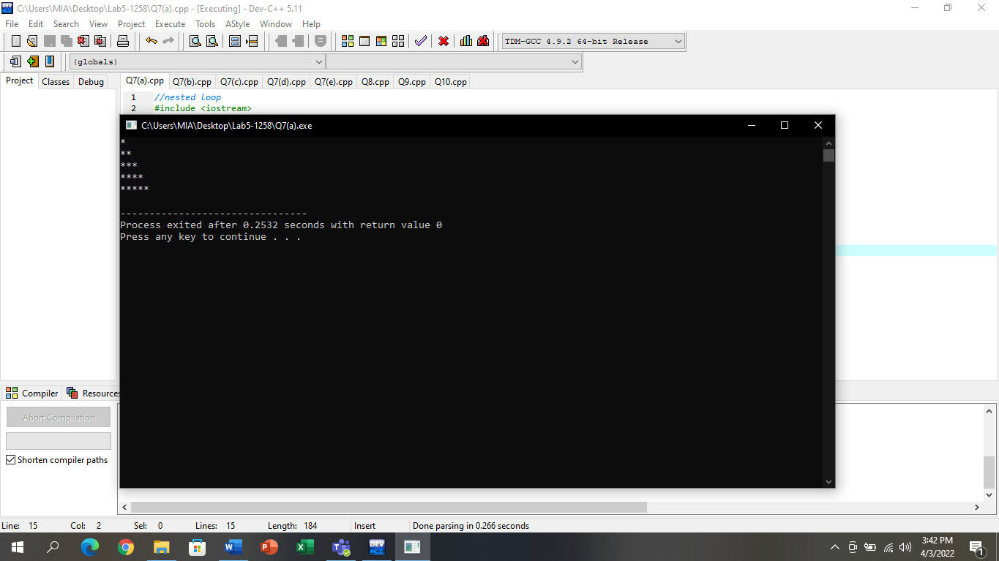 C:\Users\MIA\Desktop\Lab5-1258\Q7(a).cpp - [Executing] - Dev-C++ 5.11
File Edit Search View Project Execute Tools AStyle Window Help
TDM-GCC 4.9.2 64-bit Release
(globals)
Project Classes Debug
Q7(a).cpp Q7(b).cpp Q7(c).cpp Q7(d).cpp Q7(e).cpp Q8.cpp Q9.cpp Q10.cpp
1 //nested loop
2 #include <iostream>
C:\Users\MIA\Desktop\Lab5-1258\Q7(a).exe
*
**
***
****
*****
--------------------------------
Process exited after 0.2532 seconds with return value 0
Press any key to continue . . .
Compiler Resources
Abort Compilation
Shorten compiler paths
Line: 15 Col: 2 Sel: 0 Lines: 15 Length: 184 Insert Done parsing in 0.266 seconds
3:42 PM
4/3/2022
1